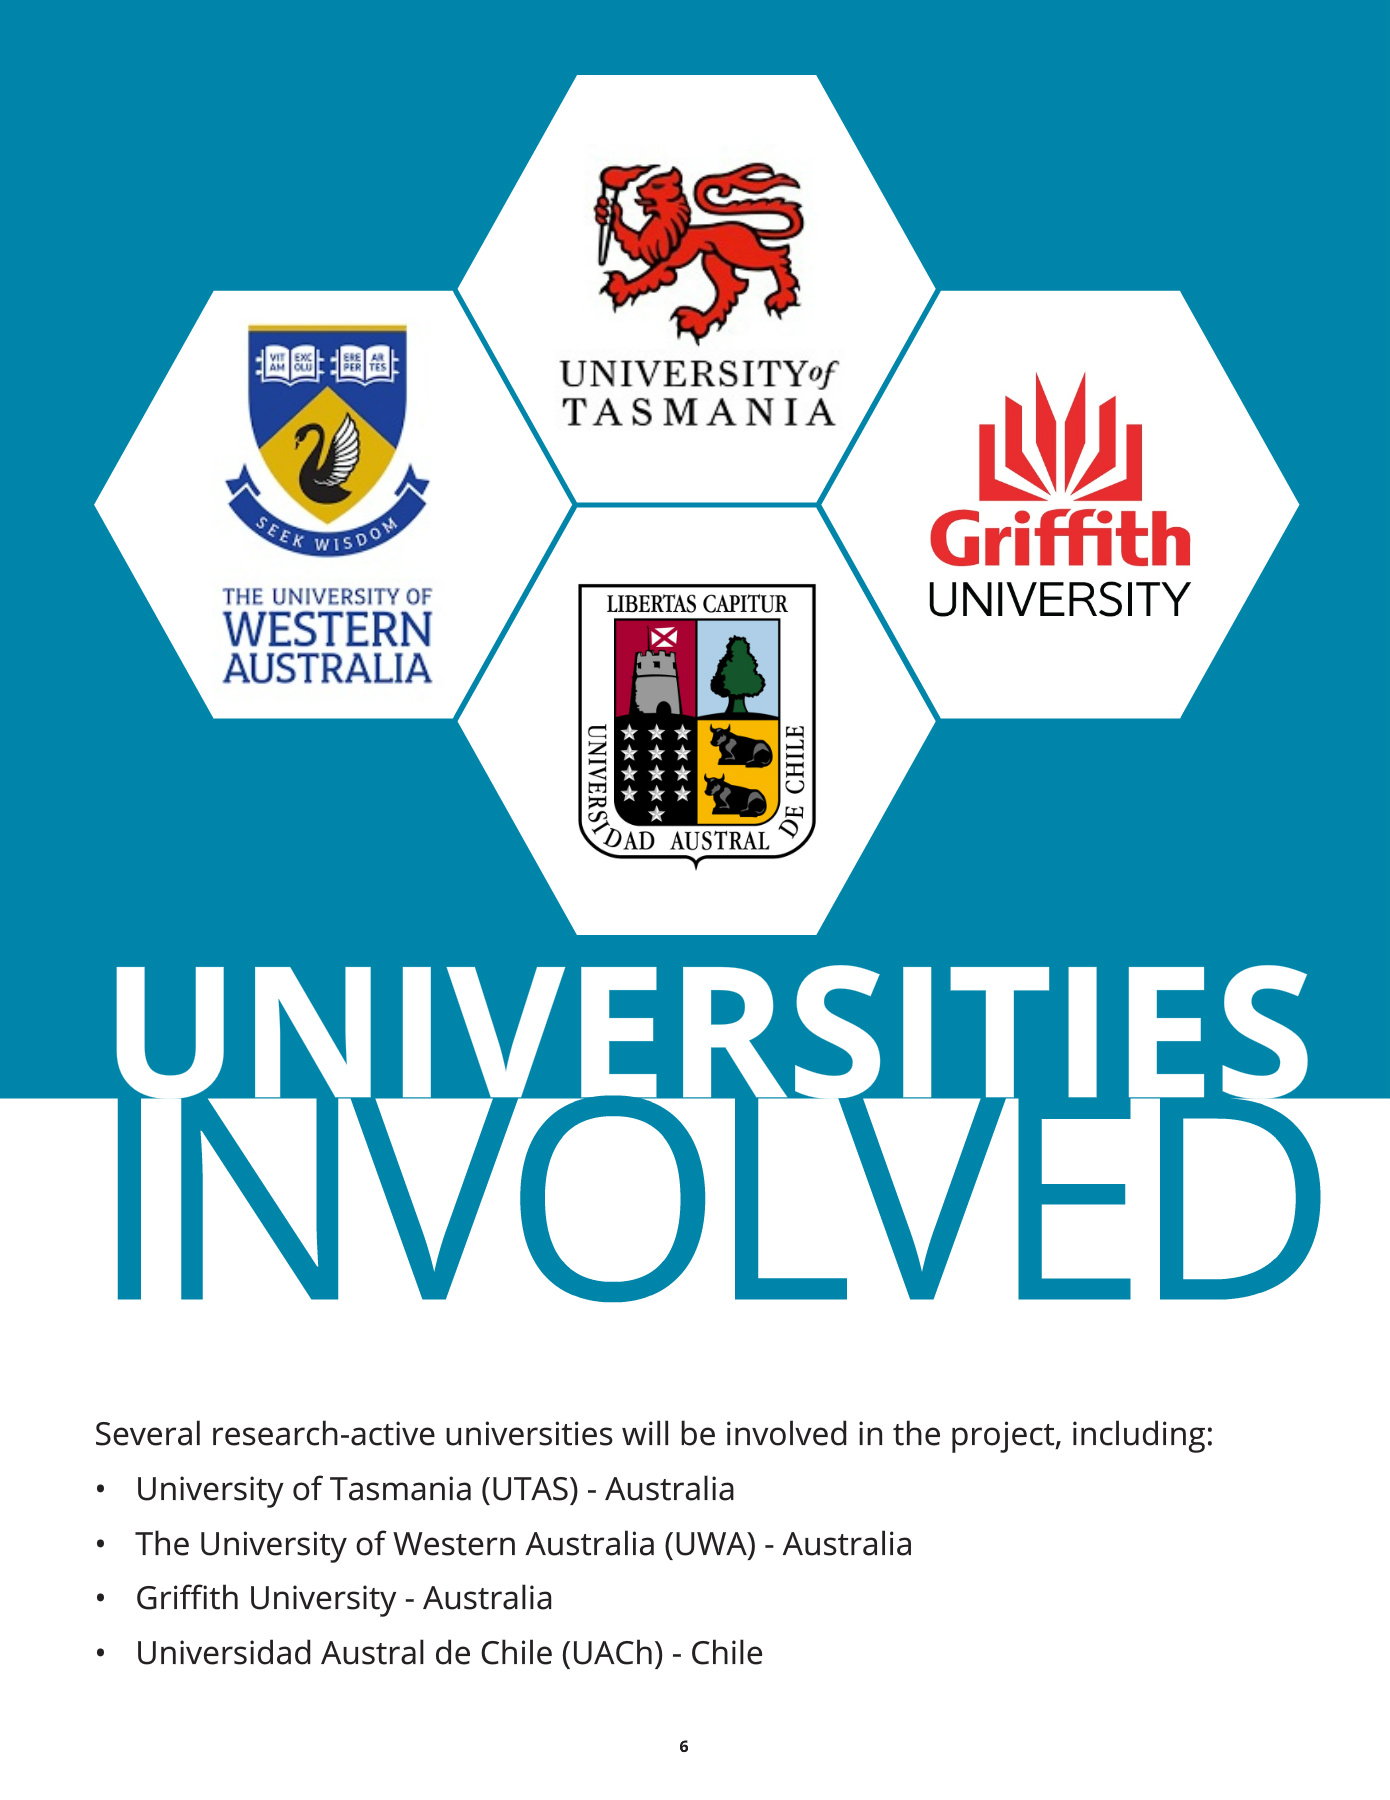 UNIVERSITY of
TASMANIA
VIT EXC ERE AR
AM OLU PER TES
SEEK WISDOM
THE UNIVERSITY OF
WESTERN
AUSTRALIA
Griffith
UNIVERSITY
LIBERTAS CAPITUR
UNIVERSIDAD AUSTRAL DE CHILE
UNIVERSITIES
INVOLVED
Several research-active universities will be involved in the project, including:
• University of Tasmania (UTAS) - Australia
• The University of Western Australia (UWA) - Australia
• Griffith University - Australia
• Universidad Austral de Chile (UACh) - Chile
6